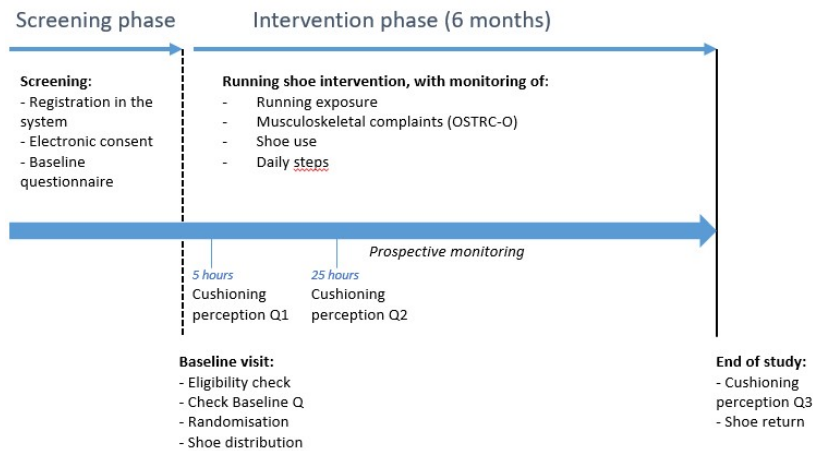 Screening phase
Intervention phase (6 months)
Screening:
- Registration in the
system
- Electronic consent
- Baseline
questionnaire
Running shoe intervention, with monitoring of:
- Running exposure
- Musculoskeletal complaints (OSTRC-O)
- Shoe use
- Daily steps
Prospective monitoring
5 hours
Cushioning
perception Q1
25 hours
Cushioning
perception Q2
Baseline visit:
- Eligibility check
- Check Baseline Q
- Randomisation
- Shoe distribution
End of study:
- Cushioning
perception Q3
- Shoe return